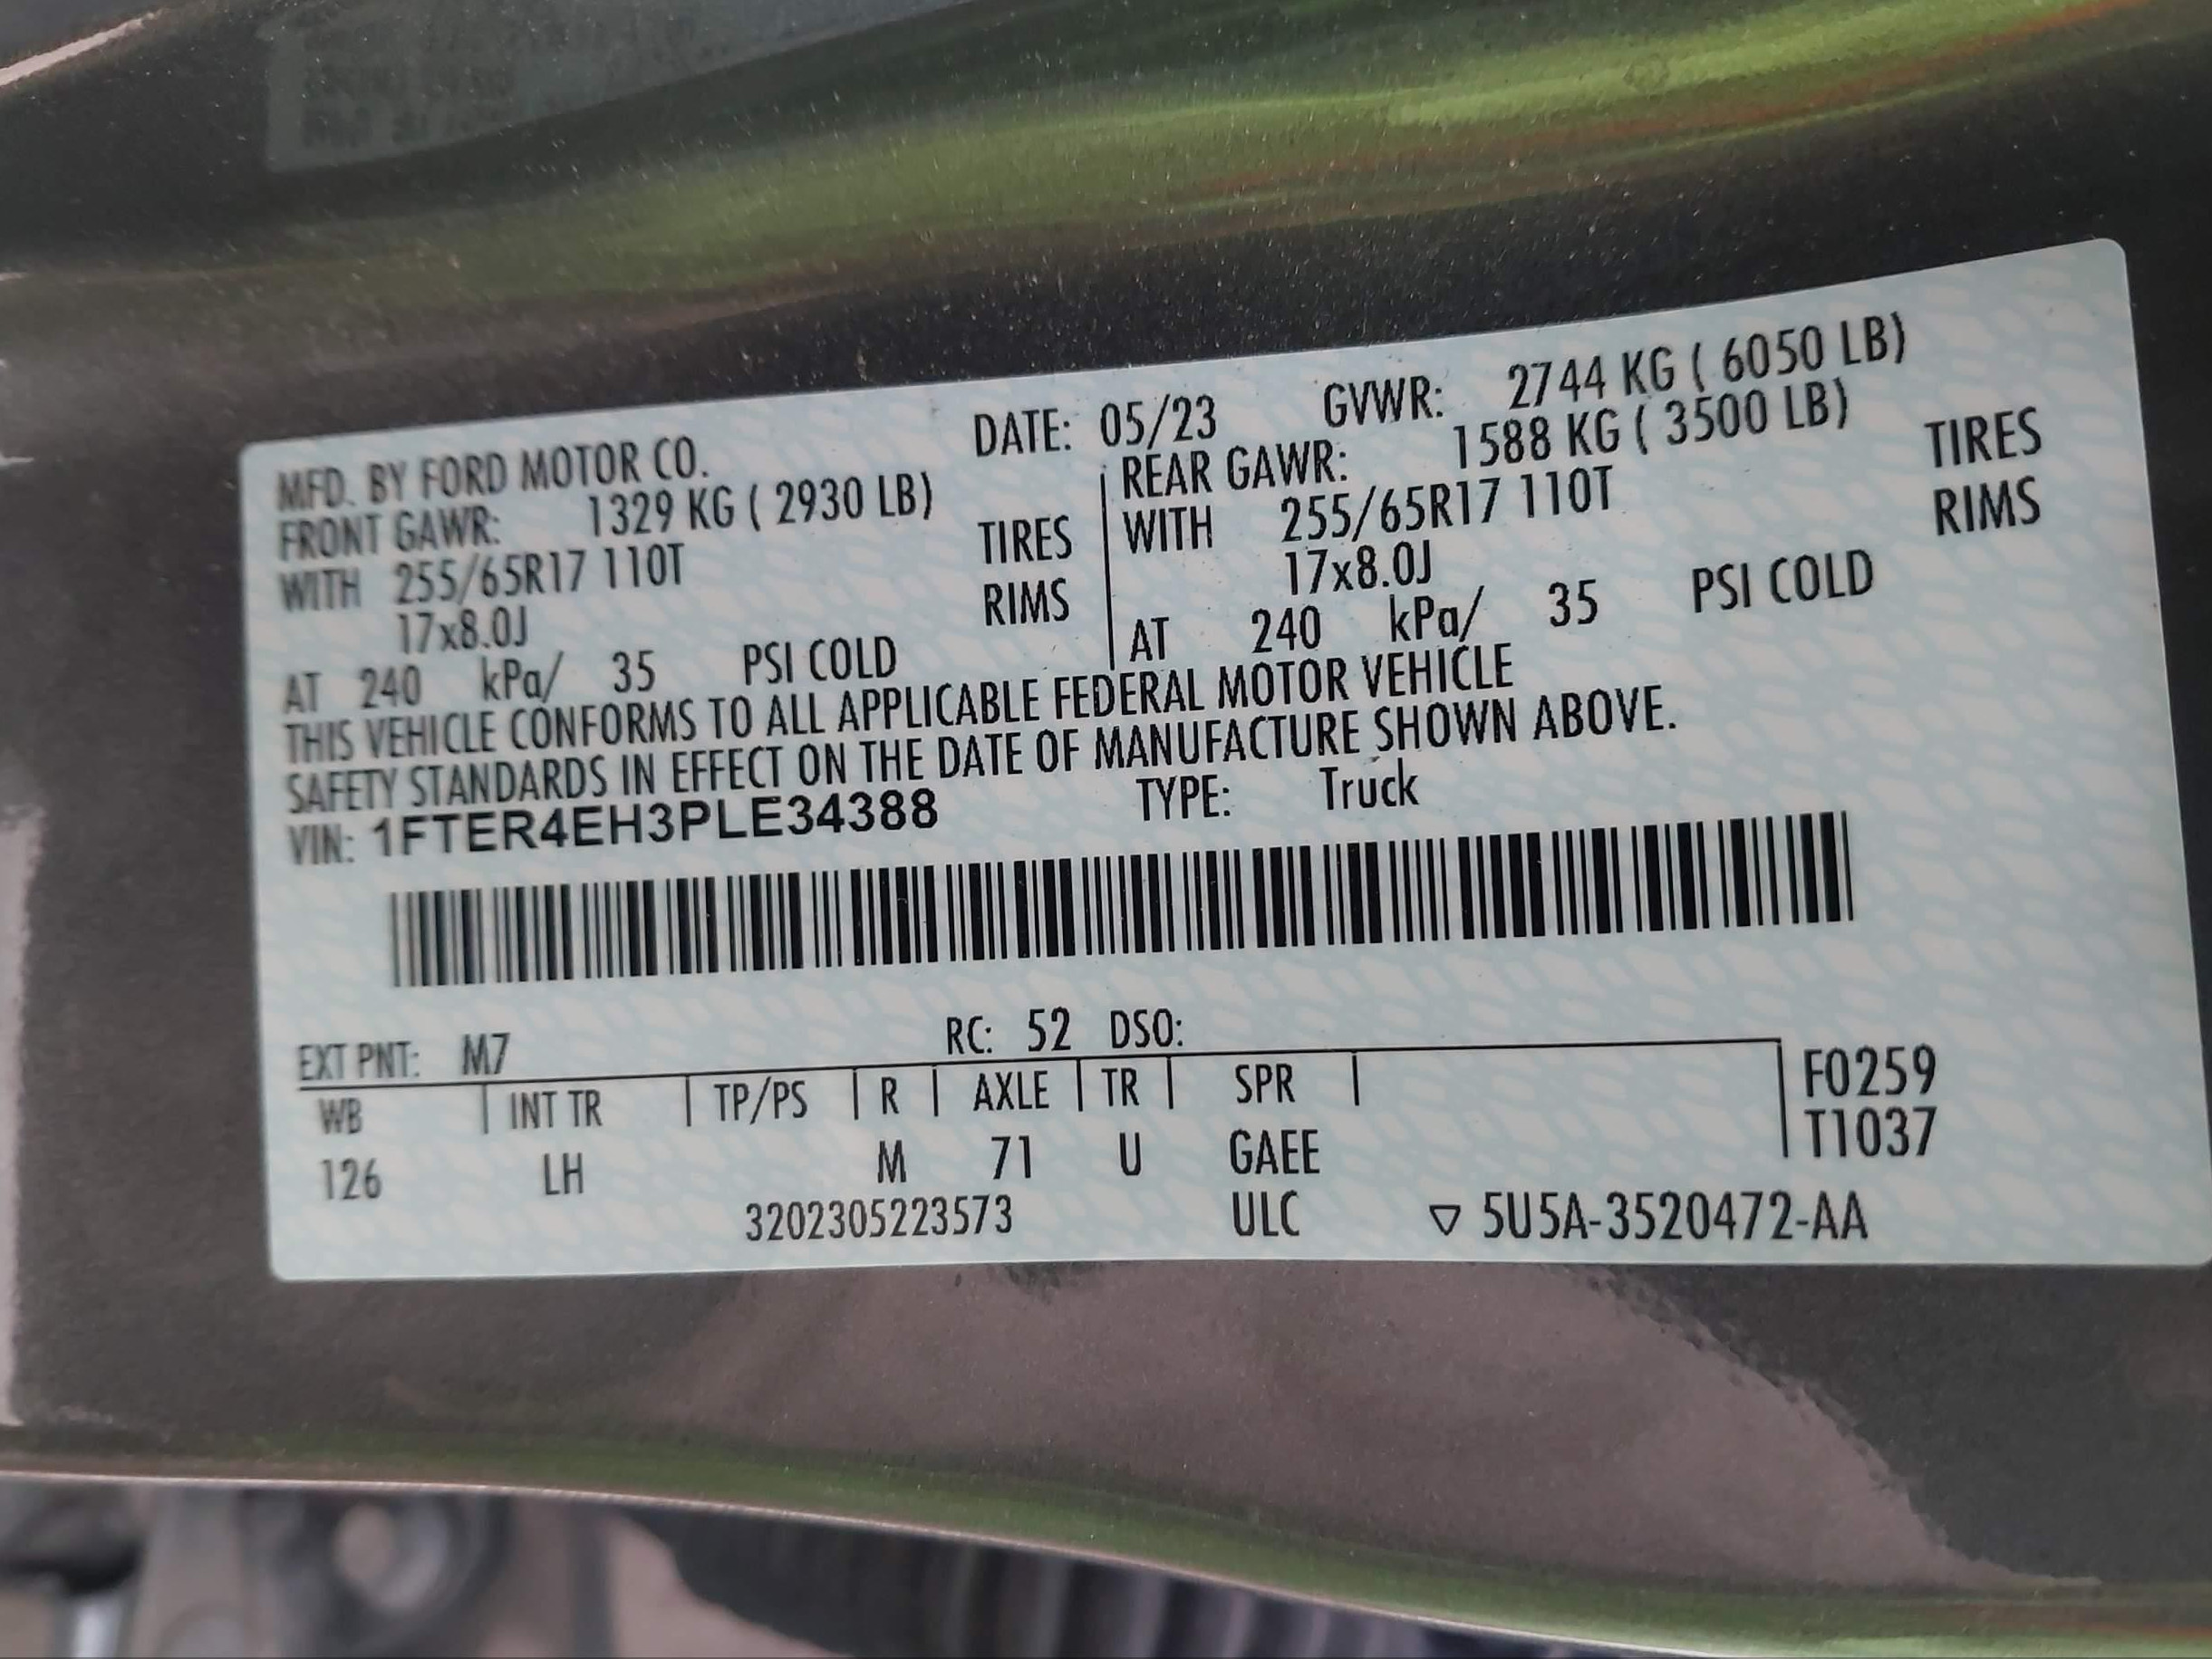 MFD. BY FORD MOTOR CO. DATE: 05/23 GVWR: 2744 KG ( 6050 LB)
FRONT GAWR: 1329 KG ( 2930 LB) REAR GAWR: 1588 KG ( 3500 LB)
WITH 255/65R17 110T TIRES WITH 255/65R17 110T TIRES
17x8.0J RIMS 17x8.0J RIMS
AT 240 kPa/ 35 PSI COLD AT 240 kPa/ 35 PSI COLD
THIS VEHICLE CONFORMS TO ALL APPLICABLE FEDERAL MOTOR VEHICLE
SAFETY STANDARDS IN EFFECT ON THE DATE OF MANUFACTURE SHOWN ABOVE.
VIN: 1FTER4EH3PLE34388 TYPE: Truck
EXT PNT: M7 RC: 52 DSO:
WB INT TR TP/PS R AXLE TR SPR F0259
126 LH M 71 U GAEE T1037
3202305223573 ULC ▽ 5U5A-3520472-AA